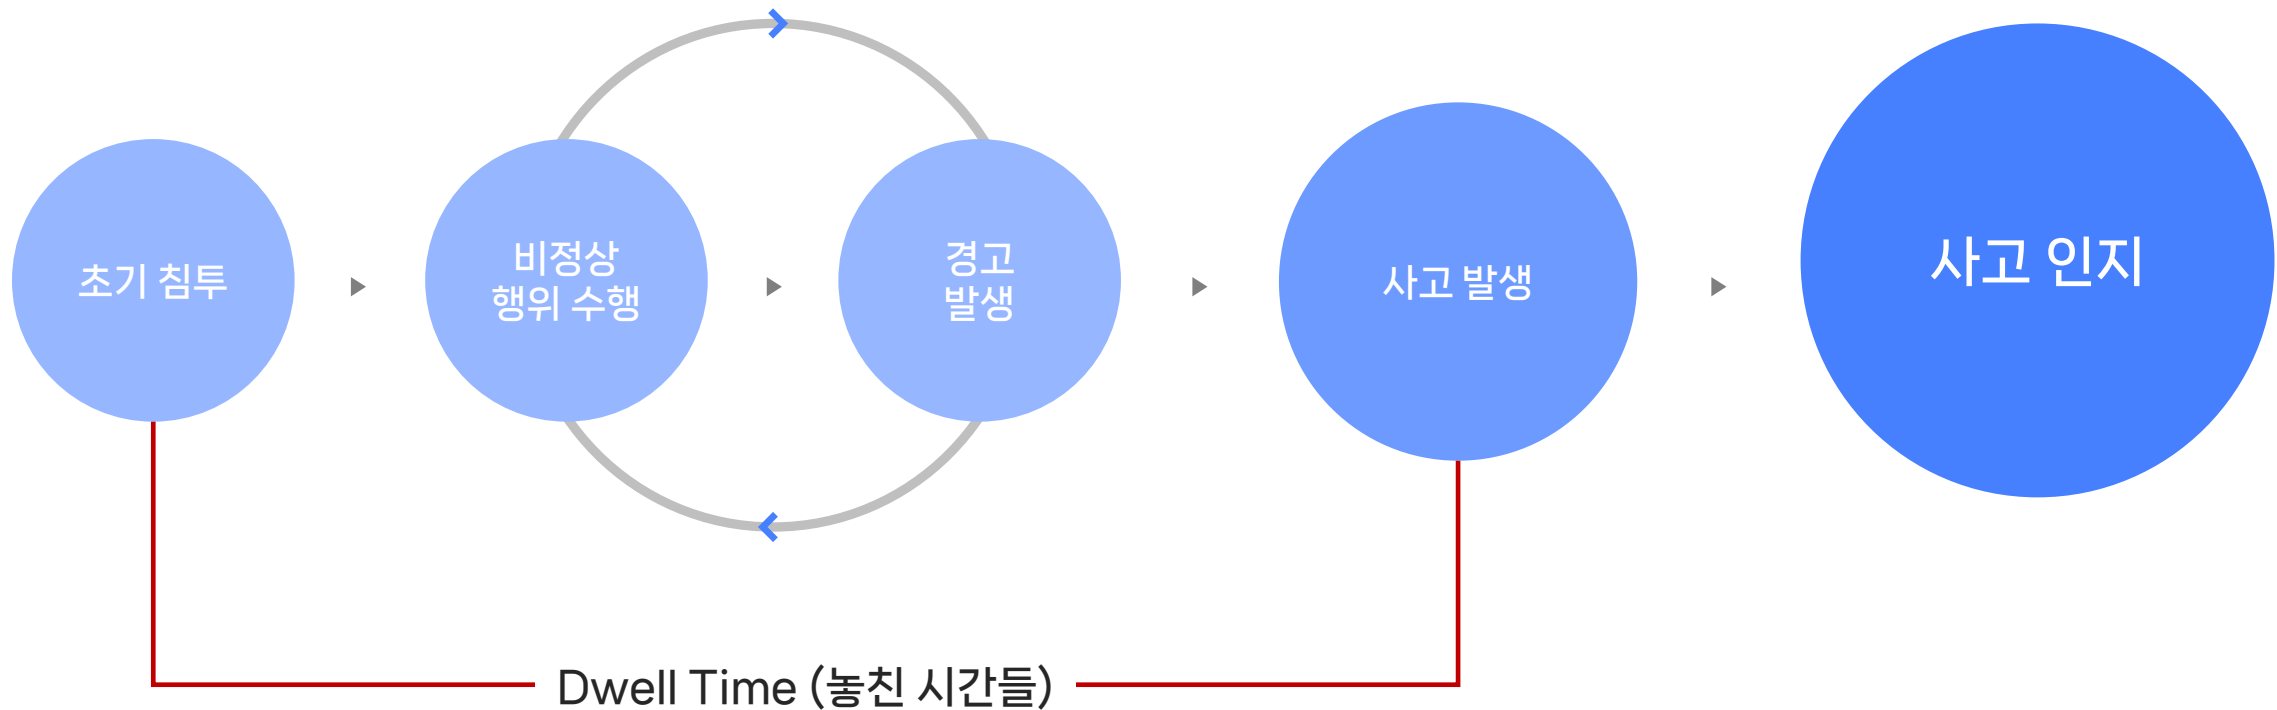 초기 침투
비정상
행위 수행
경고
발생
사고 발생
사고 인지
Dwell Time (놓친 시간들)